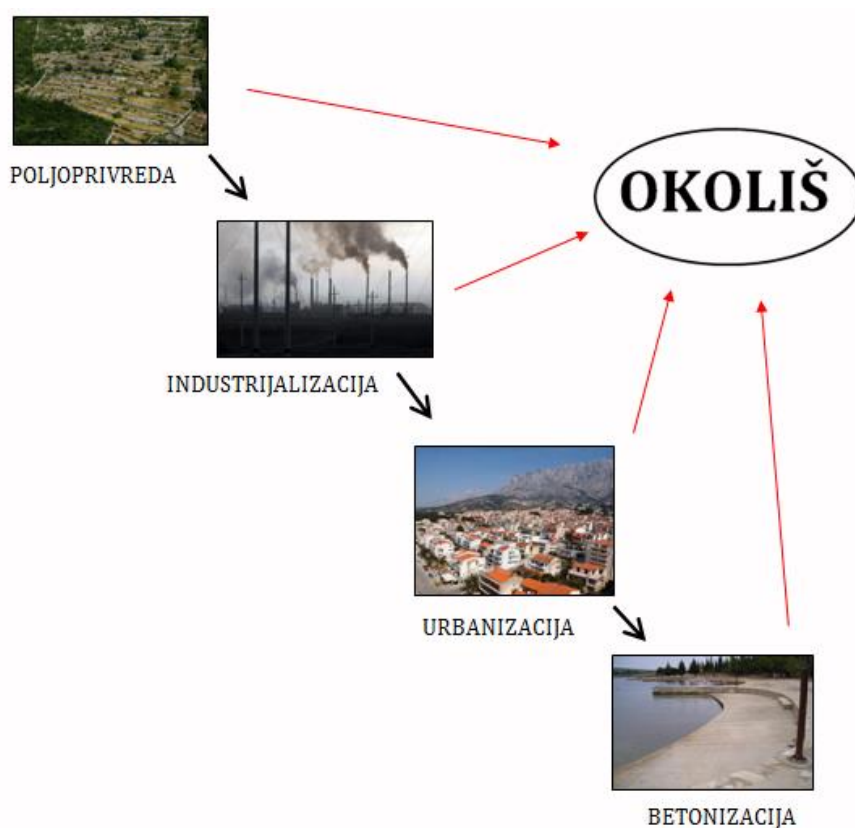 POLJOPRIVREDA
OKOLIŠ
INDUSTRIJALIZACIJA
URBANIZACIJA
BETONIZACIJA